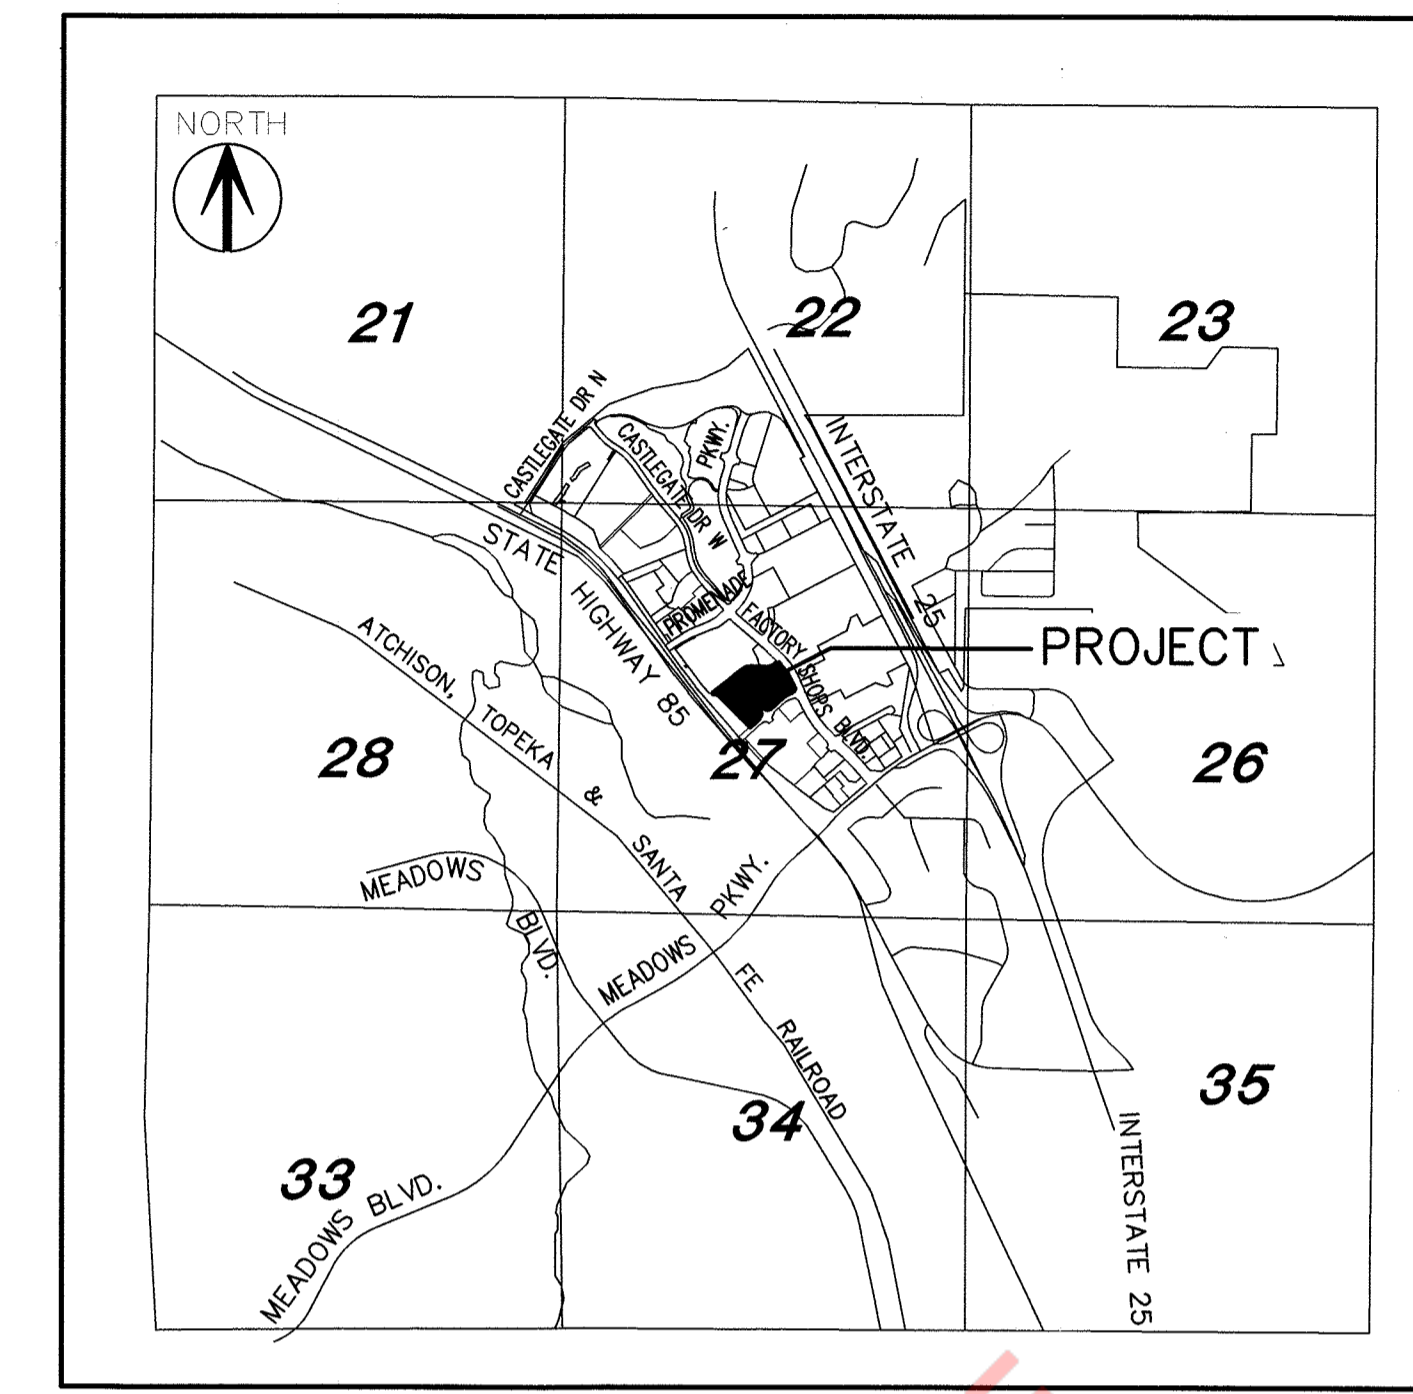 NORTH
21
22
23
CASTLEGATE DR N
CASTLEGATE DR W
PKWY.
INTERSTATE 25
STATE HIGHWAY 85
PROMENADE
FACTORY SHOPS BLVD.
PROJECT
ATCHISON, TOPEKA & SANTA FE RAILROAD
28
27
26
MEADOWS BLVD.
MEADOWS PKWY.
33
34
35
MEADOWS BLVD.
INTERSTATE 25